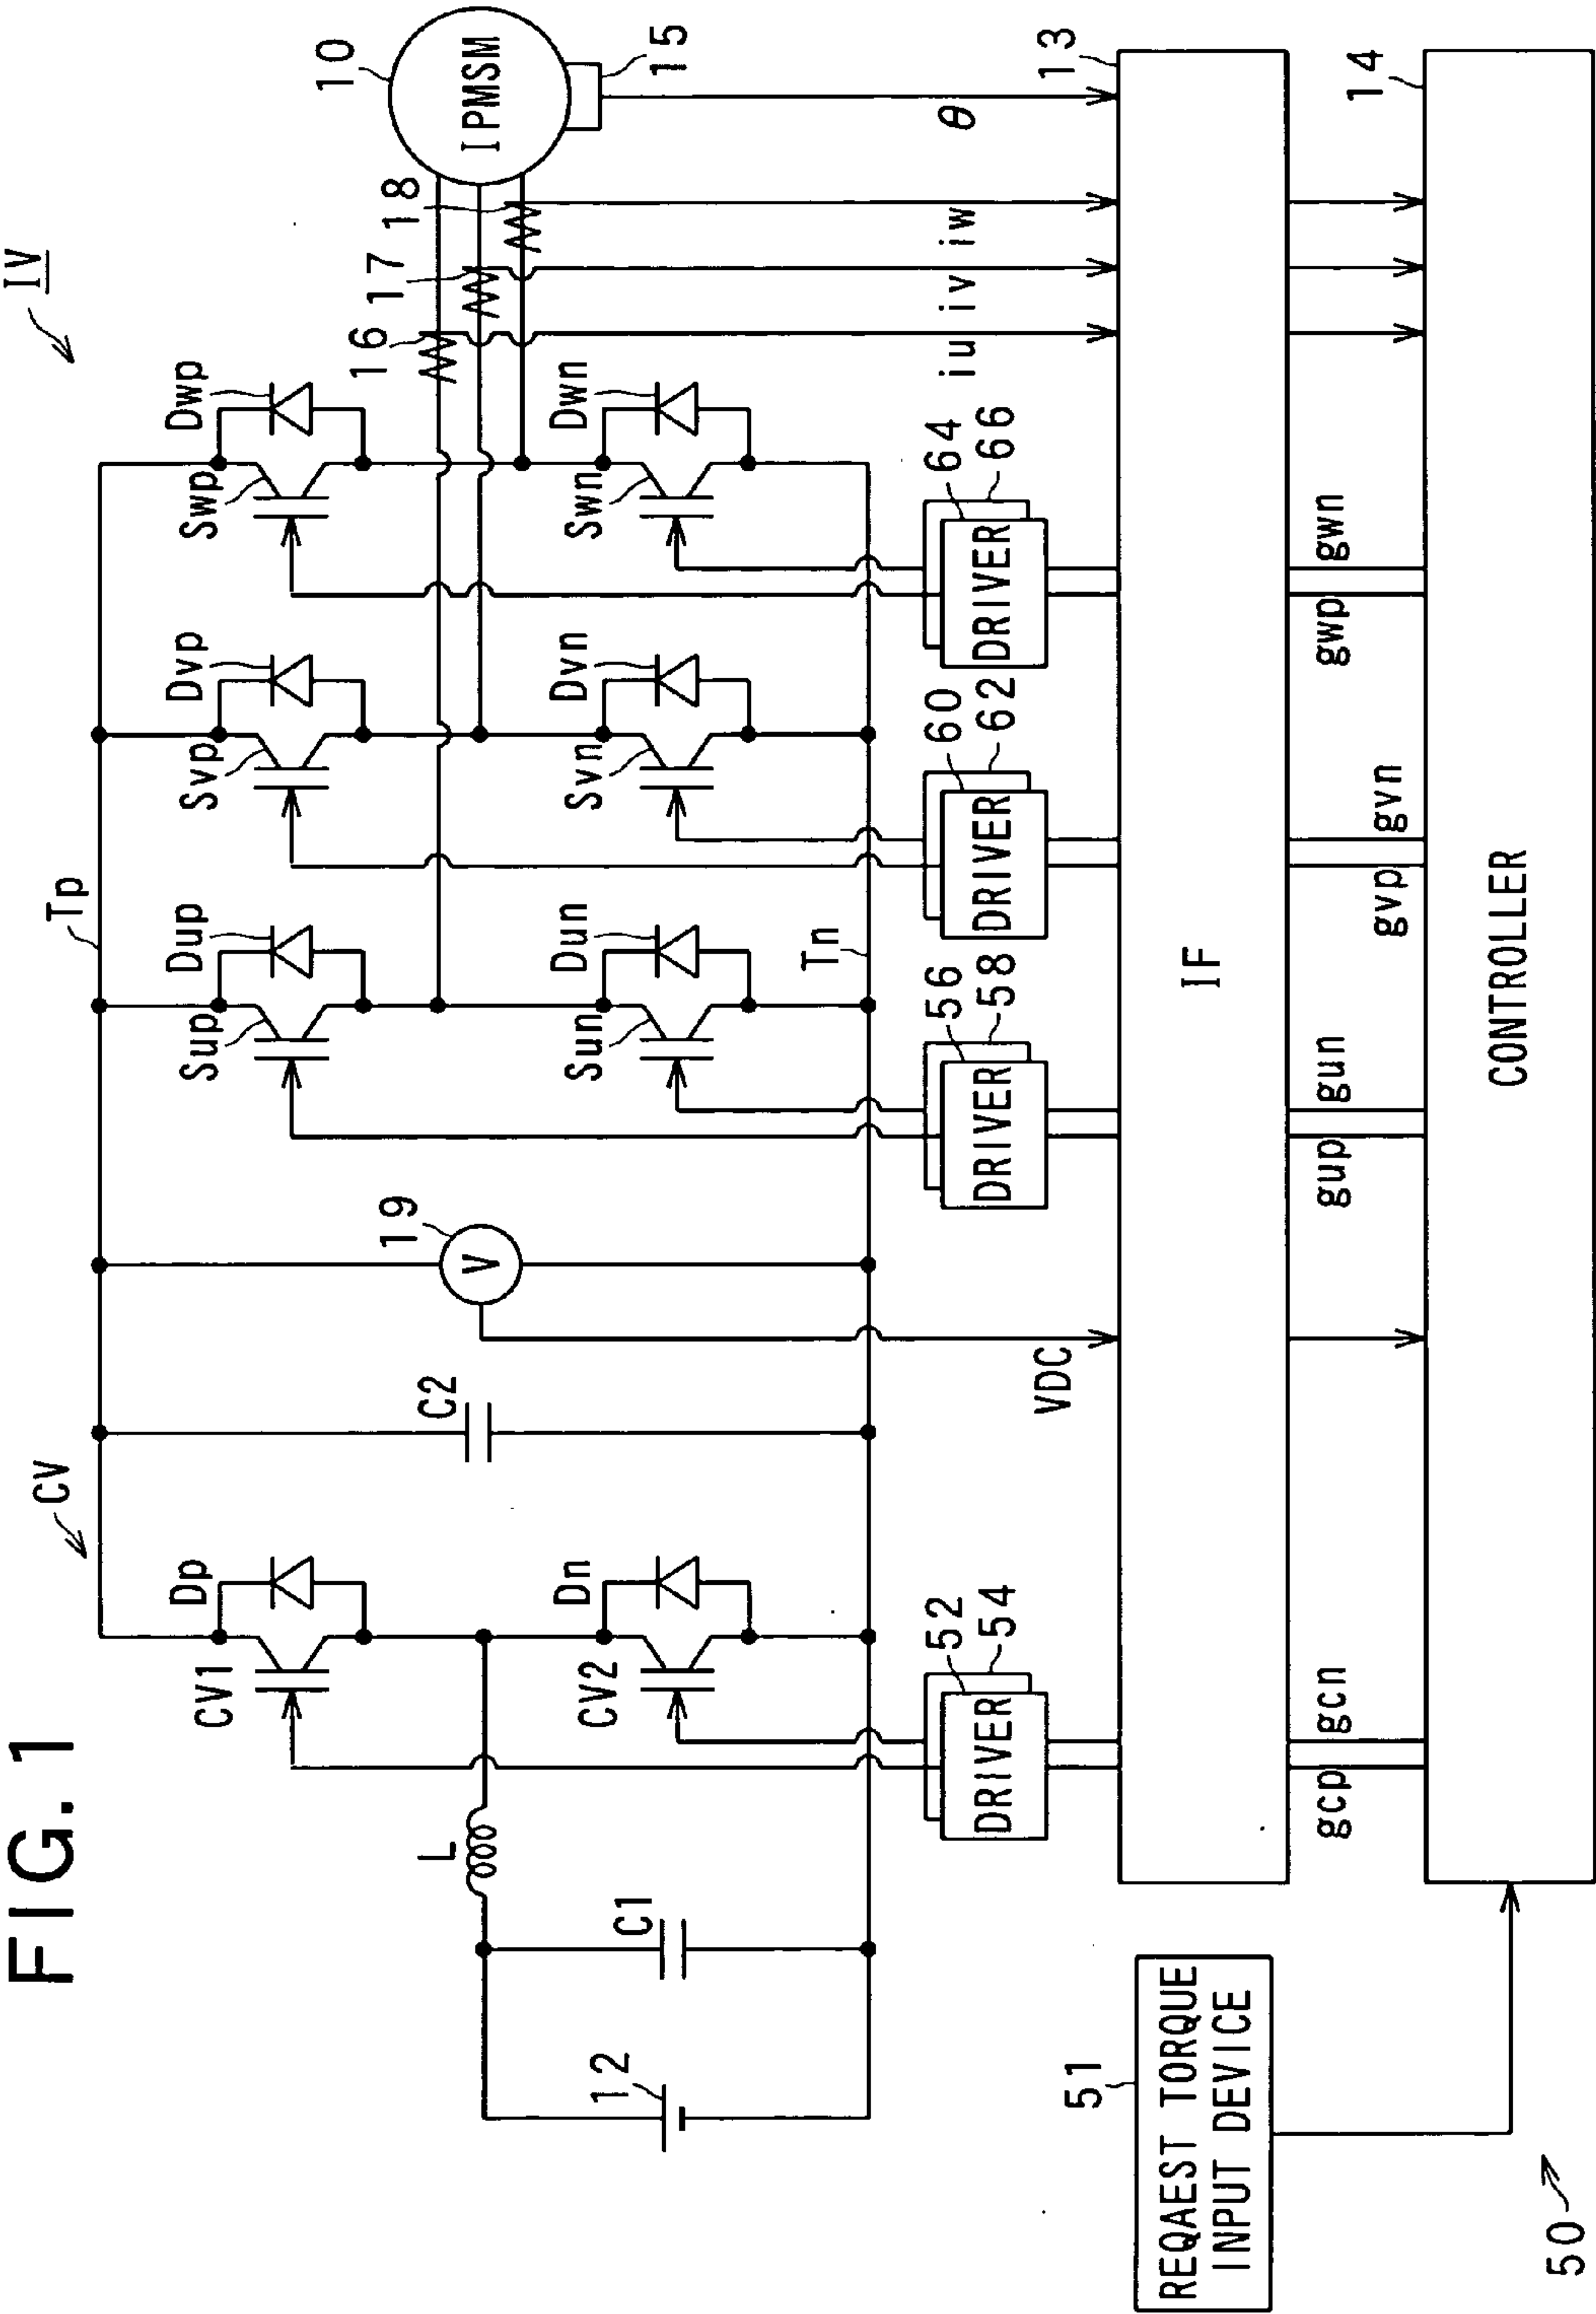 FIG. 1
IV
CV
Tp
10
IPMSM
15
CV1
Dp
Sup
Dup
Svp
Dvp
Swp
Dwp
16
17
18
L
C2
19
V
12
C1
CV2
Dn
Sun
Dun
Svn
Dvn
Swn
Dwn
Tn
52
54
DRIVER
56
58
DRIVER
60
62
DRIVER
64
66
DRIVER
VDC
iu
iv
iw
θ
13
IF
gcp
gcn
gup
gun
gvp
gvn
gwp
gwn
14
CONTROLLER
51
REQAEST TORQUE
INPUT DEVICE
50